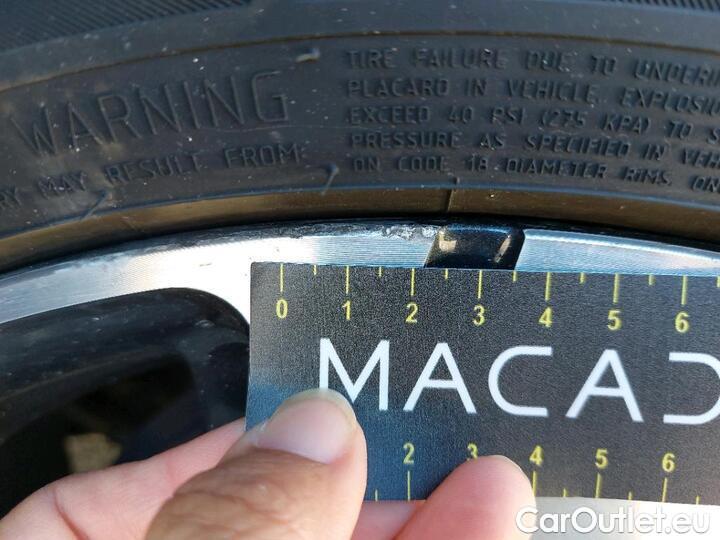 WARNING
RY MAY RESULT FROM:
TIRE FAILURE DUE TO UNDERI
PLACARD IN VEHICLE. EXPLOSIO
EXCEED 40 PSI (275 KPA) TO S
PRESSURE AS SPECIFIED IN VEH
ON CODE 18 DIAMETER RIMS. ON
0 1 2 3 4 5 6
MACAD
2 3 4 5 6
CarOutlet.eu